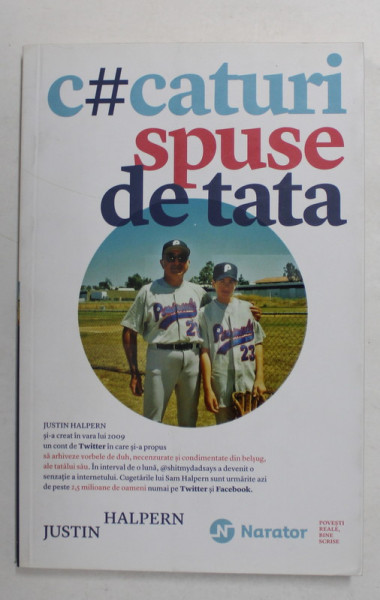 c#caturi
spuse
de tata
P
P
27
23
JUSTIN HALPERN
și-a creat în vara lui 2009
un cont de Twitter în care și-a propus
să arhiveze vorbele de duh, necenzurate și condimentate din belșug,
ale tatălui său. În interval de o lună, @shitmydadsays a devenit o
senzație a internetului. Cugetările lui Sam Halpern sunt urmărite azi
de peste 2,5 milioane de oameni numai pe Twitter și Facebook.
JUSTIN HALPERN
N Narator
POVEȘTI
REALE,
BINE
SCRISE